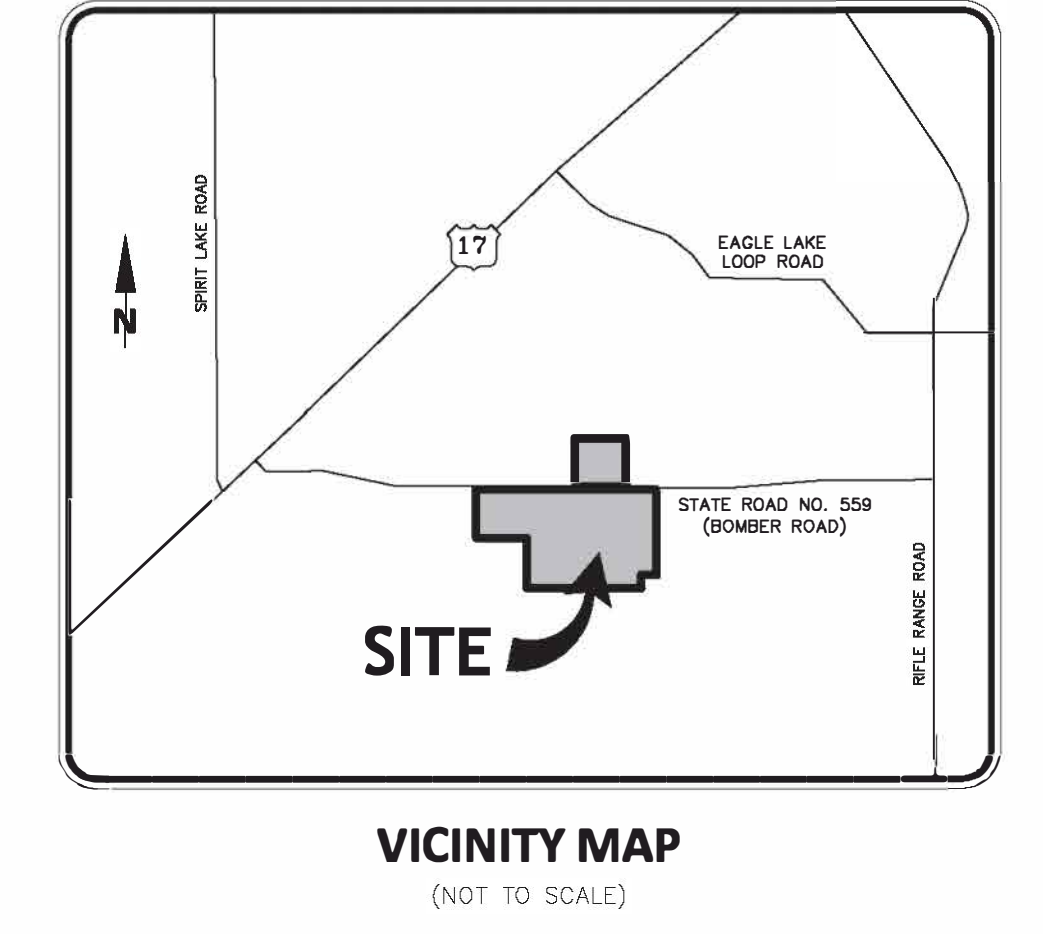 SPIRIT LAKE ROAD
17
EAGLE LAKE
LOOP ROAD
N
STATE ROAD NO. 559
(BOMBER ROAD)
RIFLE RANGE ROAD
SITE
VICINITY MAP
(NOT TO SCALE)